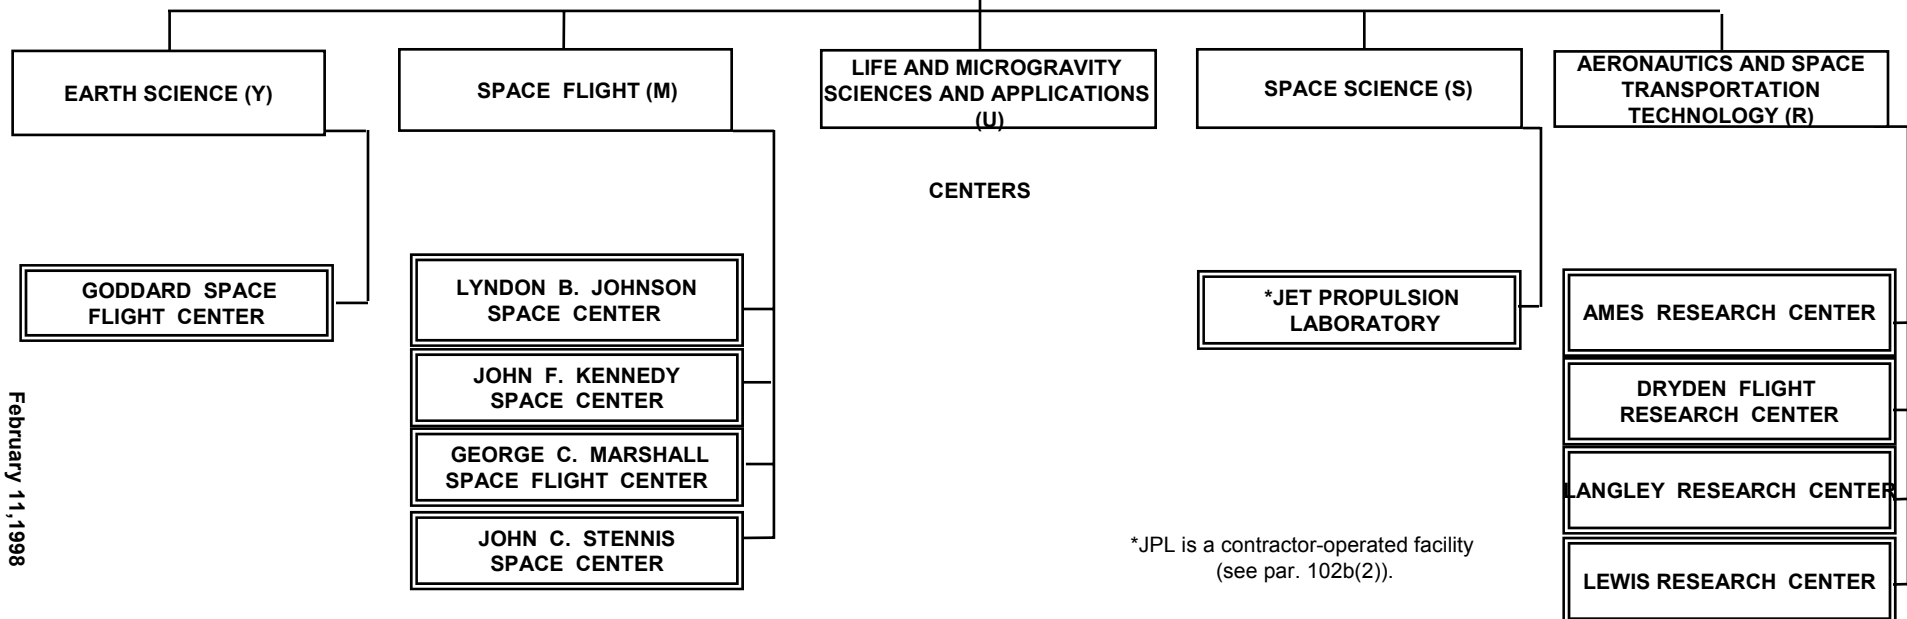 EARTH SCIENCE (Y)
SPACE FLIGHT (M)
LIFE AND MICROGRAVITY
SCIENCES AND APPLICATIONS
(U)
SPACE SCIENCE (S)
AERONAUTICS AND SPACE
TRANSPORTATION
TECHNOLOGY (R)
CENTERS
GODDARD SPACE
FLIGHT CENTER
LYNDON B. JOHNSON
SPACE CENTER
JOHN F. KENNEDY
SPACE CENTER
GEORGE C. MARSHALL
SPACE FLIGHT CENTER
JOHN C. STENNIS
SPACE CENTER
*JET PROPULSION
LABORATORY
AMES RESEARCH CENTER
DRYDEN FLIGHT
RESEARCH CENTER
LANGLEY RESEARCH CENTER
LEWIS RESEARCH CENTER
*JPL is a contractor-operated facility
(see par. 102b(2)).
February 11,1998